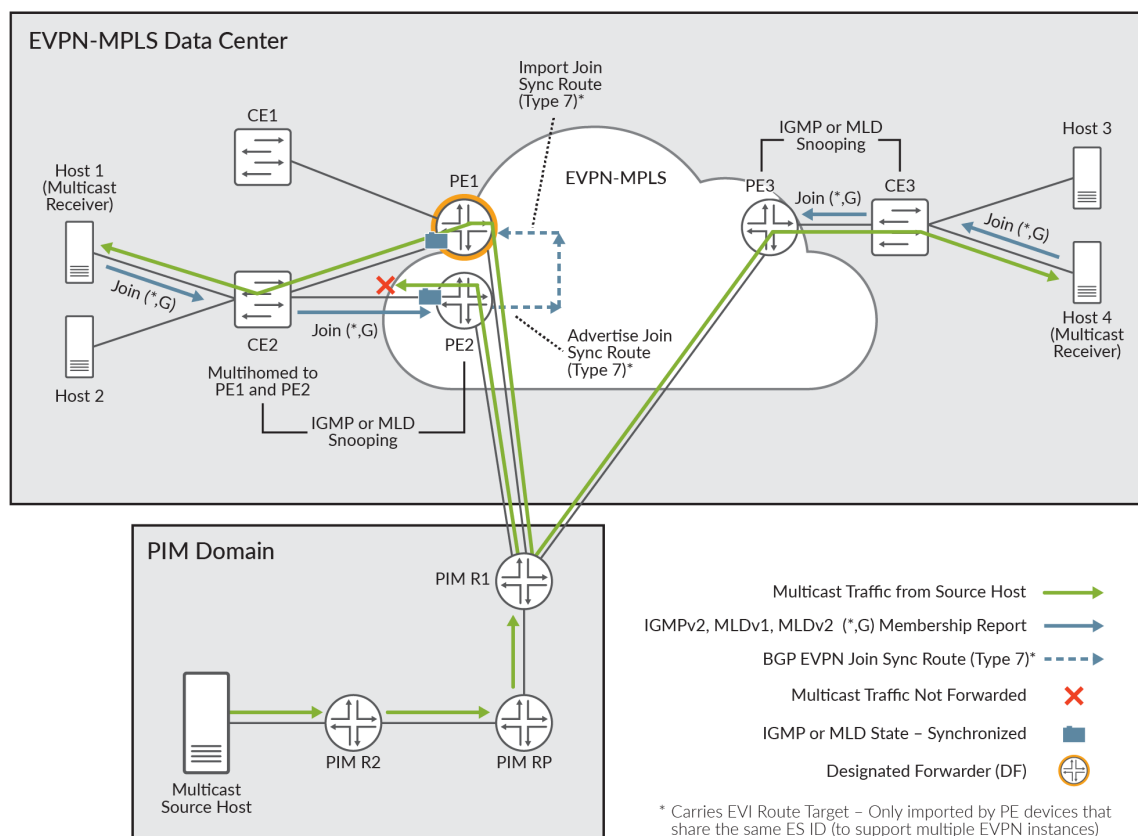 EVPN-MPLS Data Center
Import Join
Sync Route
(Type 7)*
CE1
IGMP or MLD
Snooping
Host 3
Host 1
(Multicast
Receiver)
PE1
EVPN-MPLS
PE3
CE3
Join (*,G)
Join (*,G)
Join (*,G)
Join (*,G)
CE2
PE2
Advertise Join
Sync Route
(Type 7)*
Host 4
(Multicast
Receiver)
Multihomed to
PE1 and PE2
Host 2
IGMP or MLD
Snooping
PIM Domain
PIM R1
Multicast Traffic from Source Host
IGMPv2, MLDv1, MLDv2 (*,G) Membership Report
BGP EVPN Join Sync Route (Type 7)*
Multicast Traffic Not Forwarded
IGMP or MLD State – Synchronized
Designated Forwarder (DF)
PIM R2
PIM RP
Multicast
Source Host
* Carries EVI Route Target – Only imported by PE devices that
share the same ES ID (to support multiple EVPN instances)